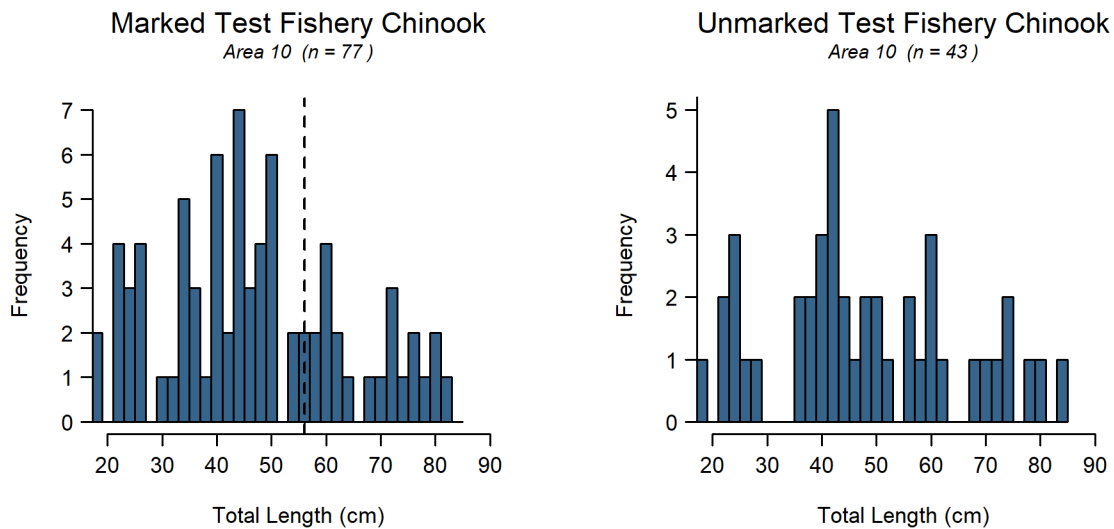 Marked Test Fishery Chinook
Area 10 (n = 77 )
7
6
5
4
3
2
1
0
Frequency
20 30 40 50 60 70 80 90
Total Length (cm)
Unmarked Test Fishery Chinook
Area 10 (n = 43 )
5
4
3
2
1
0
Frequency
20 30 40 50 60 70 80 90
Total Length (cm)